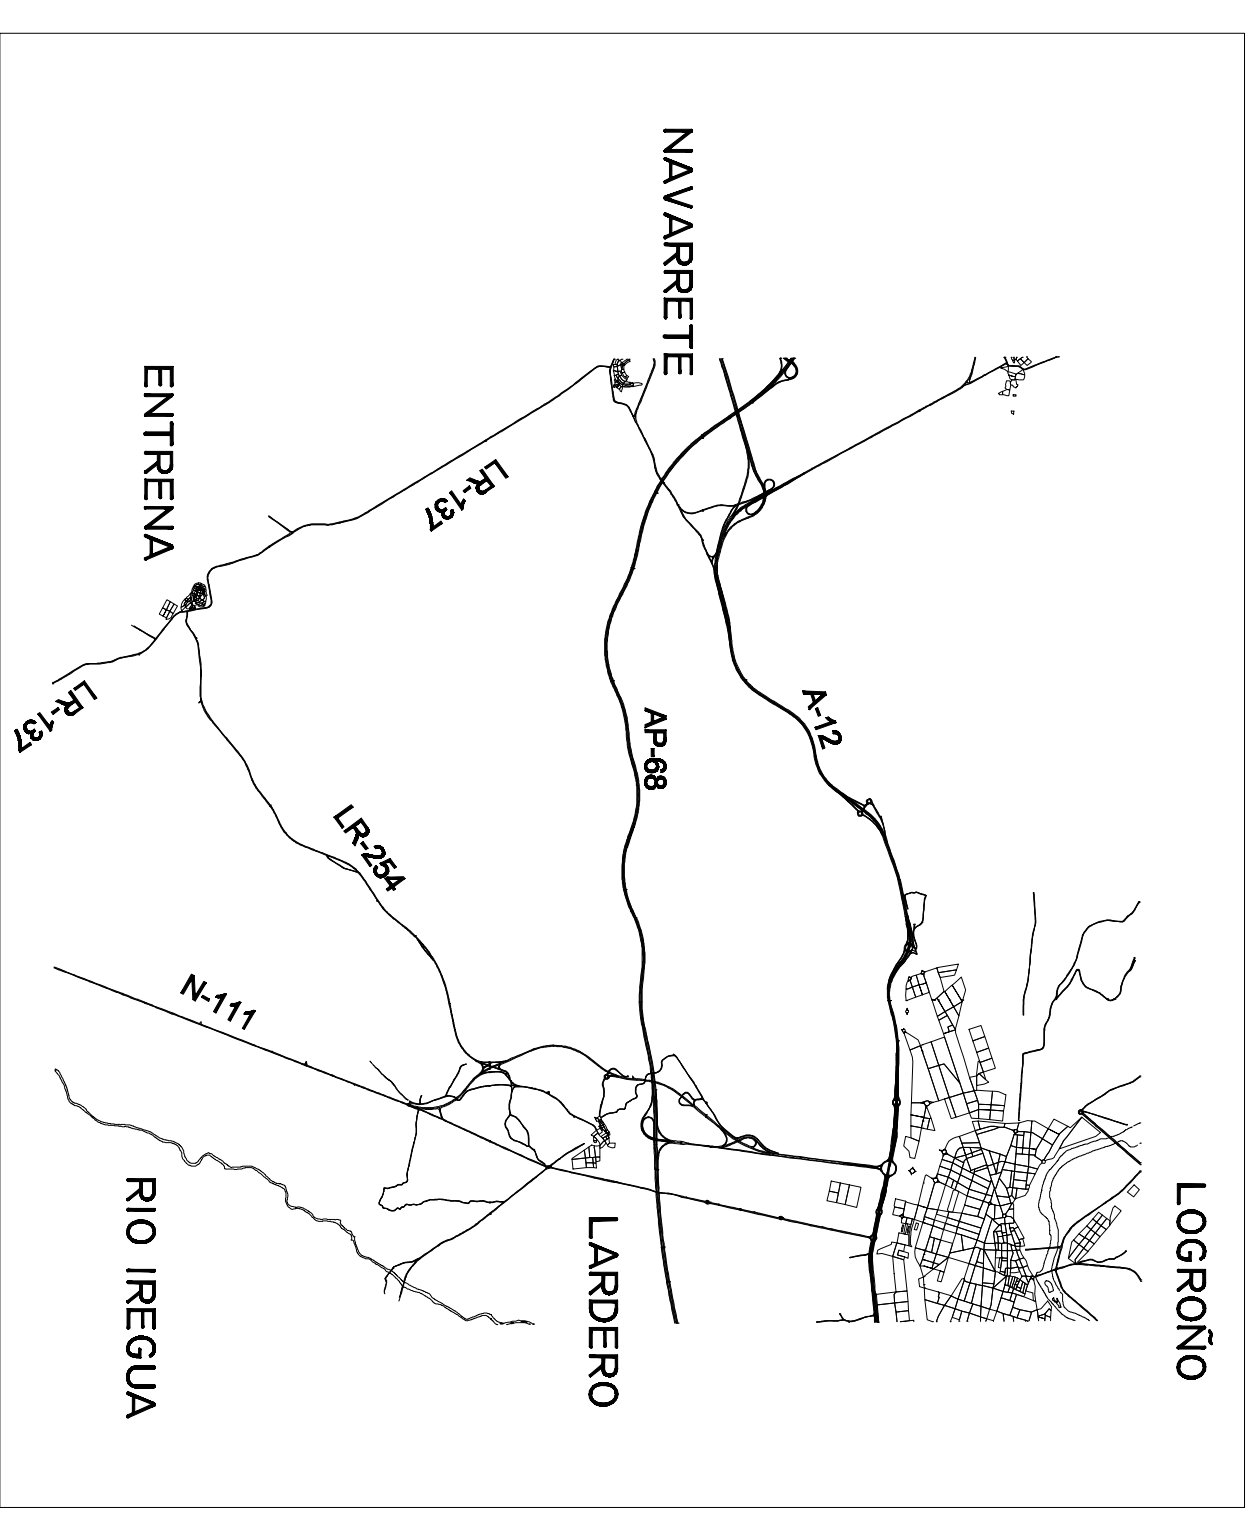 LOGROÑO
NAVARRETE
A-12
AP-68
LARDERO
LR-137
LR-254
ENTRENA
N-111
RIO IREGUA
LR-137